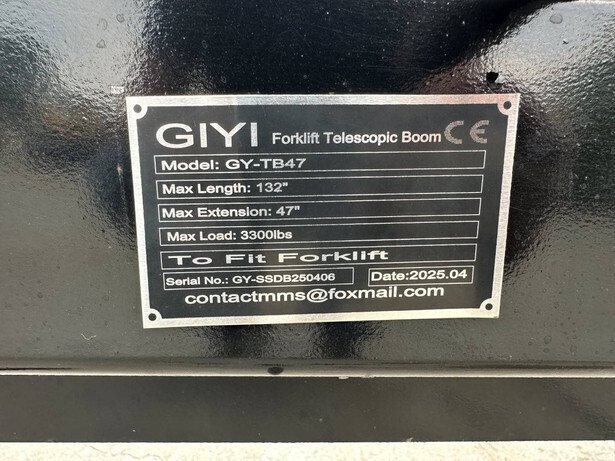 GIYI Forklift Telescopic Boom CE
Model: GY-TB47
Max Length: 132"
Max Extension: 47"
Max Load: 3300lbs
To Fit Forklift
Serial No.: GY-SSDB250406 Date:2025.04
contactmms@foxmail.com